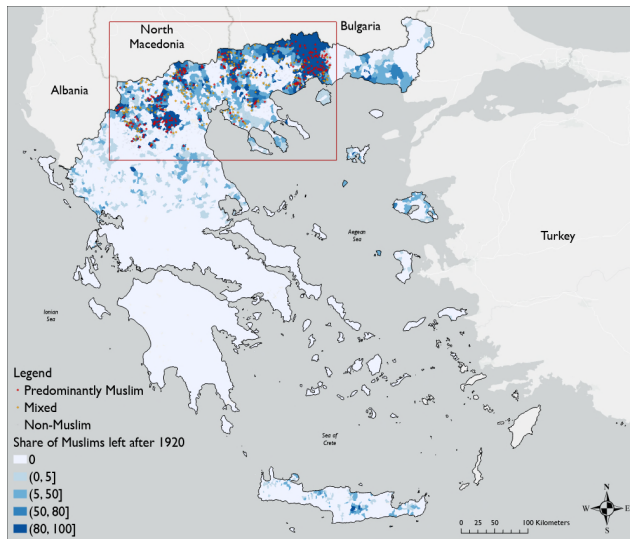 North
Macedonia
Bulgaria
Albania
Turkey
Aegean
Sea
Ionian
Sea
Sea of
Crete
Legend
Predominantly Muslim
Mixed
Non-Muslim
Share of Muslims left after 1920
0
(0, 5]
(5, 50]
(50, 80]
(80, 100]
N
W E
S
0 25 50 100 Kilometers